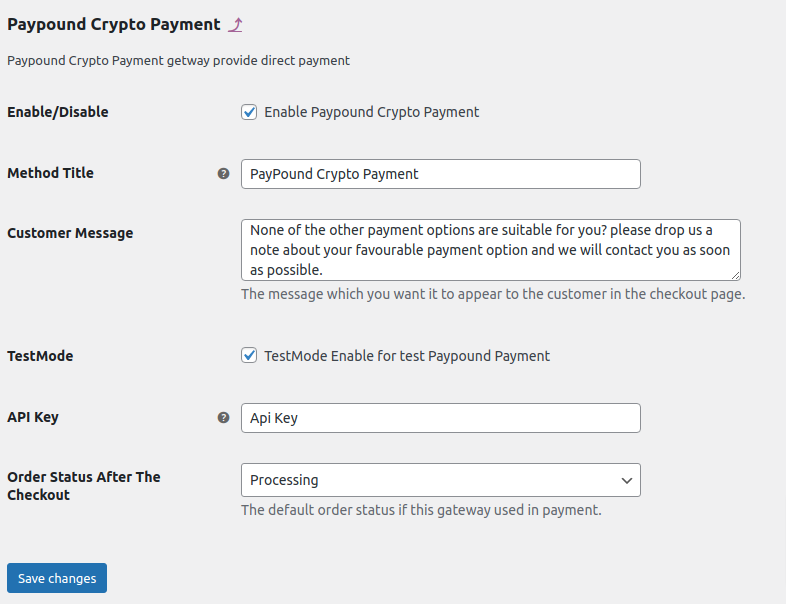 Paypound Crypto Payment
Paypound Crypto Payment getway provide direct payment
Enable/Disable
Enable Paypound Crypto Payment
Method Title
PayPound Crypto Payment
Customer Message
None of the other payment options are suitable for you? please drop us a
note about your favourable payment option and we will contact you as soon
as possible.
The message which you want it to appear to the customer in the checkout page.
TestMode
TestMode Enable for test Paypound Payment
API Key
Api Key
Order Status After The
Checkout
Processing
The default order status if this gateway used in payment.
Save changes